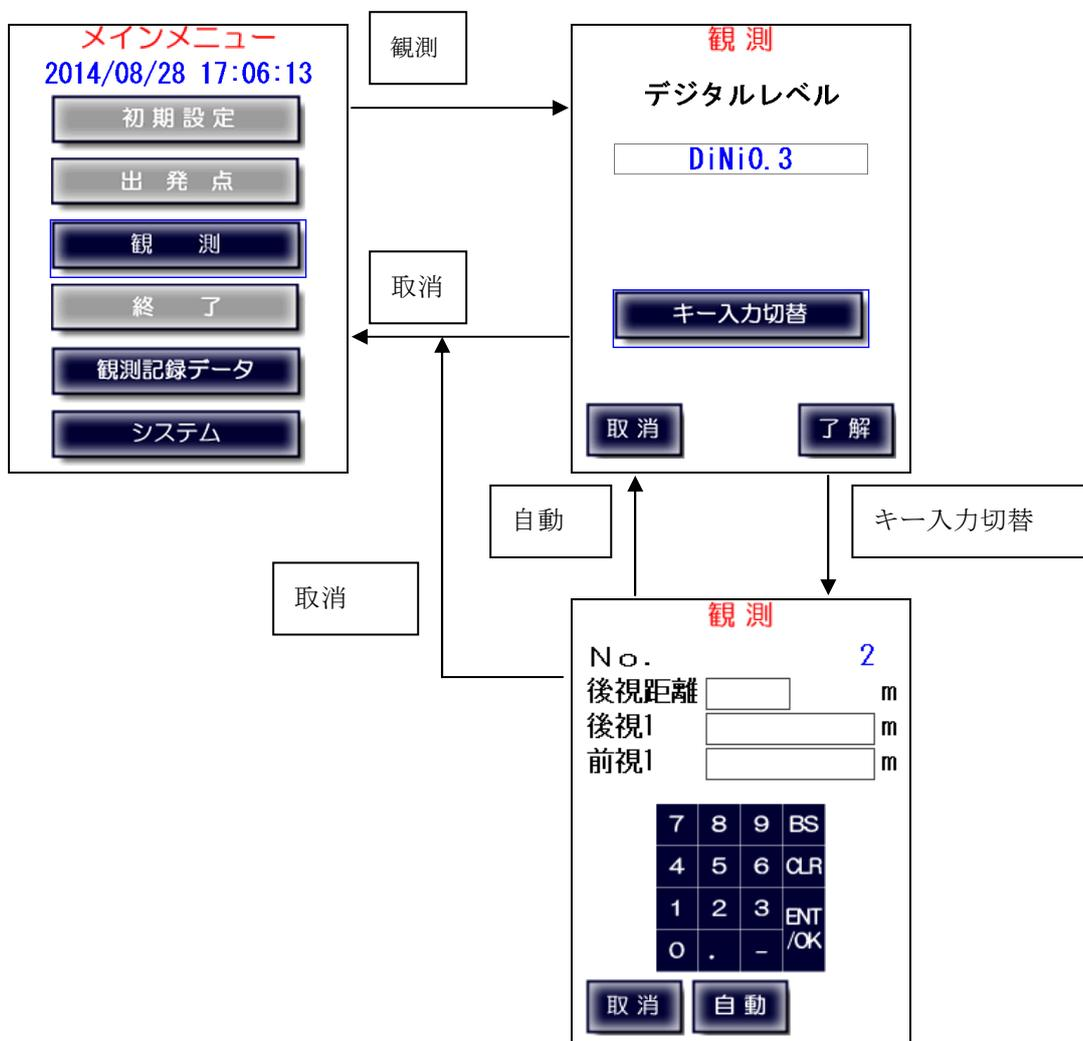 メインメニュー
2014/08/28 17:06:13
初期設定
出 発 点
観 測
終 了
観測記録データ
システム
観測
取消
観 測
デジタルレベル
DiNi0.3
キー入力切替
取 消
了 解
自動
キー入力切替
取消
観 測
No. 2
後視距離 m
後視1 m
前視1 m
7 8 9 BS
4 5 6 CLR
1 2 3 ENT
/OK
0 . -
取 消
自 動